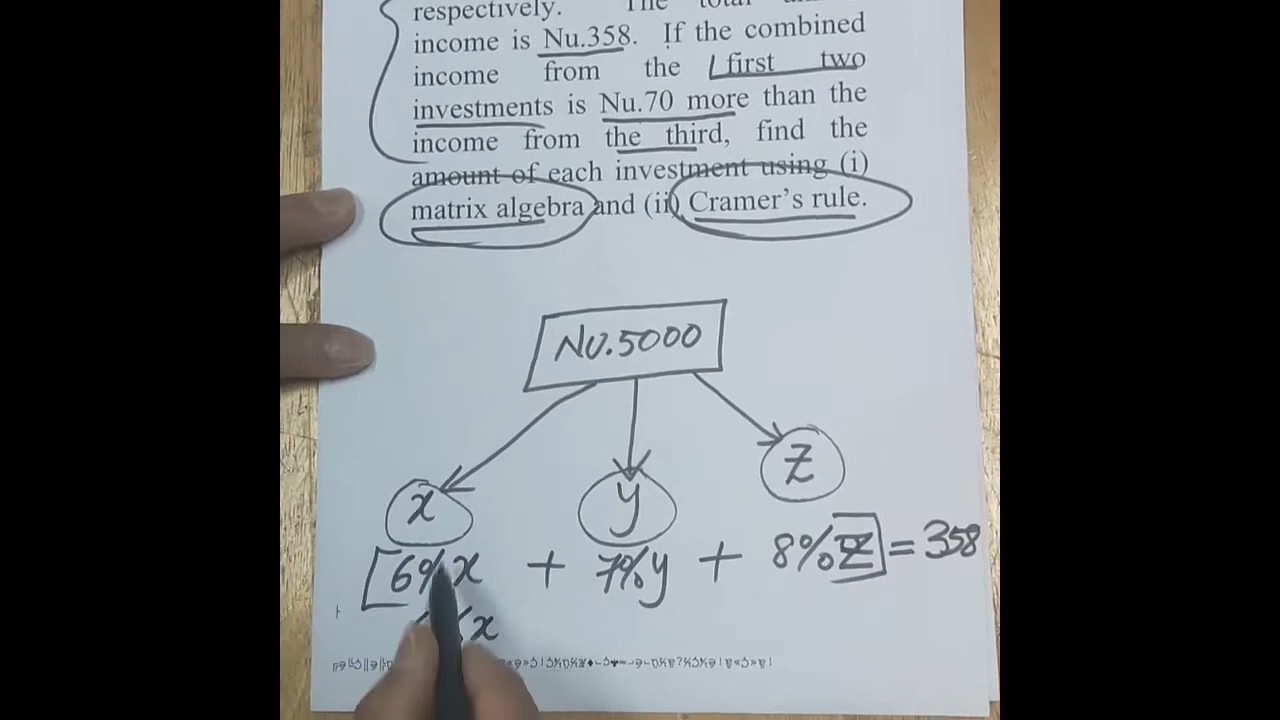 respectively. The total
income is Nu.358. If the combined
income from the first two
investments is Nu.70 more than the
income from the third, find the
amount of each investment using (i)
matrix algebra and (ii) Cramer's rule.
NU.5000
x y z
6% x + 7% y + 8% z = 358
x